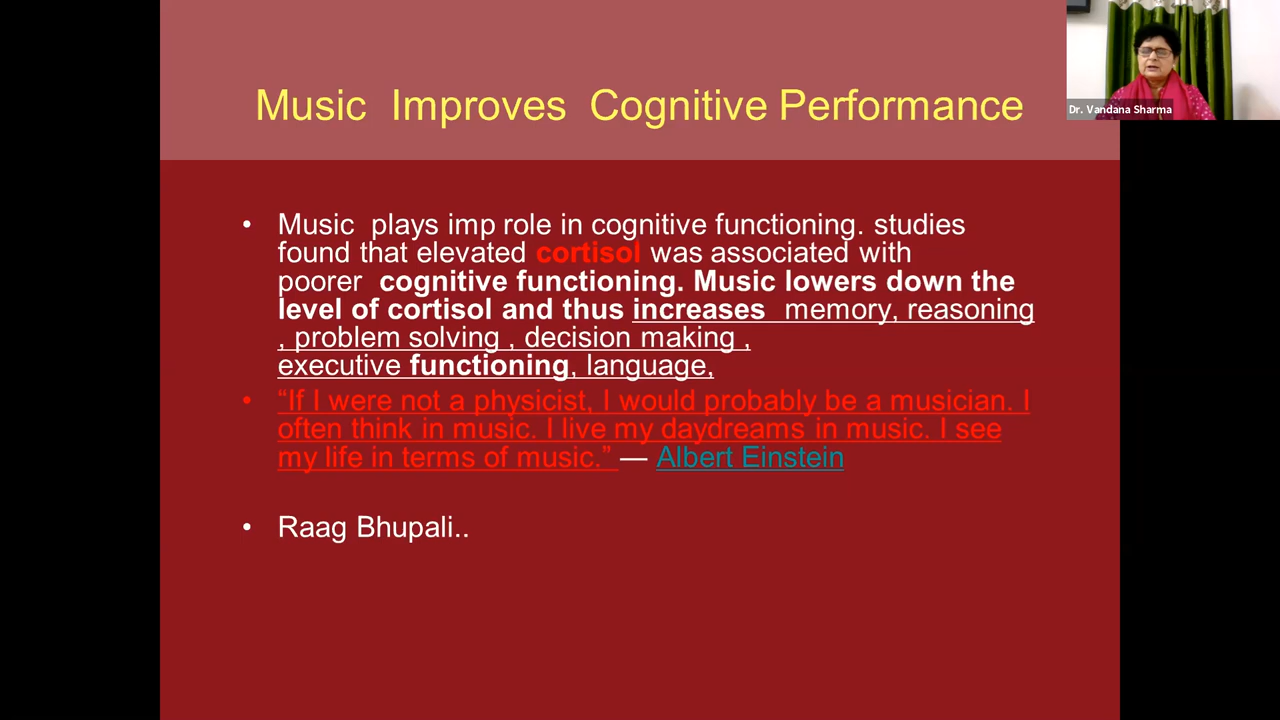 Music Improves Cognitive Performance
Dr. Vandana Sharma
• Music plays imp role in cognitive functioning. studies
found that elevated cortisol was associated with
poorer cognitive functioning. Music lowers down the
level of cortisol and thus increases memory, reasoning
, problem solving , decision making ,
executive functioning, language,
• “If I were not a physicist, I would probably be a musician. I
often think in music. I live my daydreams in music. I see
my life in terms of music.” — Albert Einstein
• Raag Bhupali..